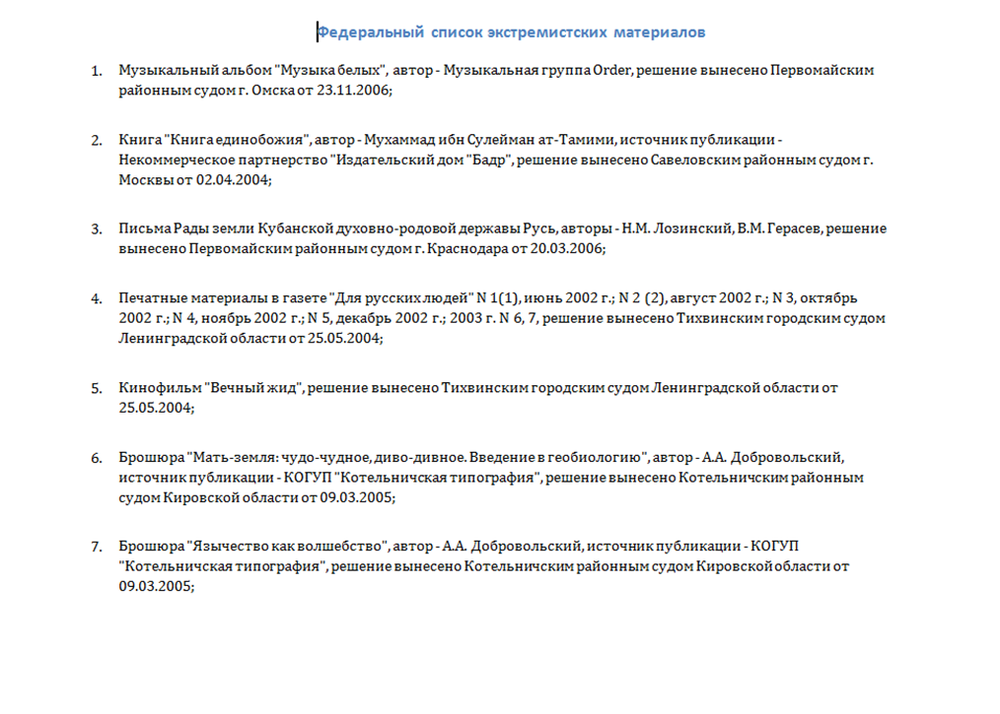 Федеральный список экстремистских материалов
1. Музыкальный альбом "Музыка белых", автор - Музыкальная группа Order, решение вынесено Первомайским
районным судом г. Омска от 23.11.2006;
2. Книга "Книга единобожия", автор - Мухаммад ибн Сулейман ат-Тамими, источник публикации -
Некоммерческое партнерство "Издательский дом "Бадр", решение вынесено Савеловским районным судом г.
Москвы от 02.04.2004;
3. Письма Рады земли Кубанской духовно-родовой державы Русь, авторы - Н.М. Лозинский, В.М. Герасев, решение
вынесено Первомайским районным судом г. Краснодара от 20.03.2006;
4. Печатные материалы в газете "Для русских людей" N 1(1), июнь 2002 г.; N 2 (2), август 2002 г.; N 3, октябрь
2002 г.; N 4, ноябрь 2002 г.; N 5, декабрь 2002 г.; 2003 г. N 6, 7, решение вынесено Тихвинским городским судом
Ленинградской области от 25.05.2004;
5. Кинофильм "Вечный жид", решение вынесено Тихвинским городским судом Ленинградской области от
25.05.2004;
6. Брошюра "Мать-земля: чудо-чудное, диво-дивное. Введение в геобиологию", автор - А.А. Добровольский,
источник публикации - КОГУП "Котельничская типография", решение вынесено Котельничским районным
судом Кировской области от 09.03.2005;
7. Брошюра "Язычество как волшебство", автор - А.А. Добровольский, источник публикации - КОГУП
"Котельничская типография", решение вынесено Котельничским районным судом Кировской области от
09.03.2005;